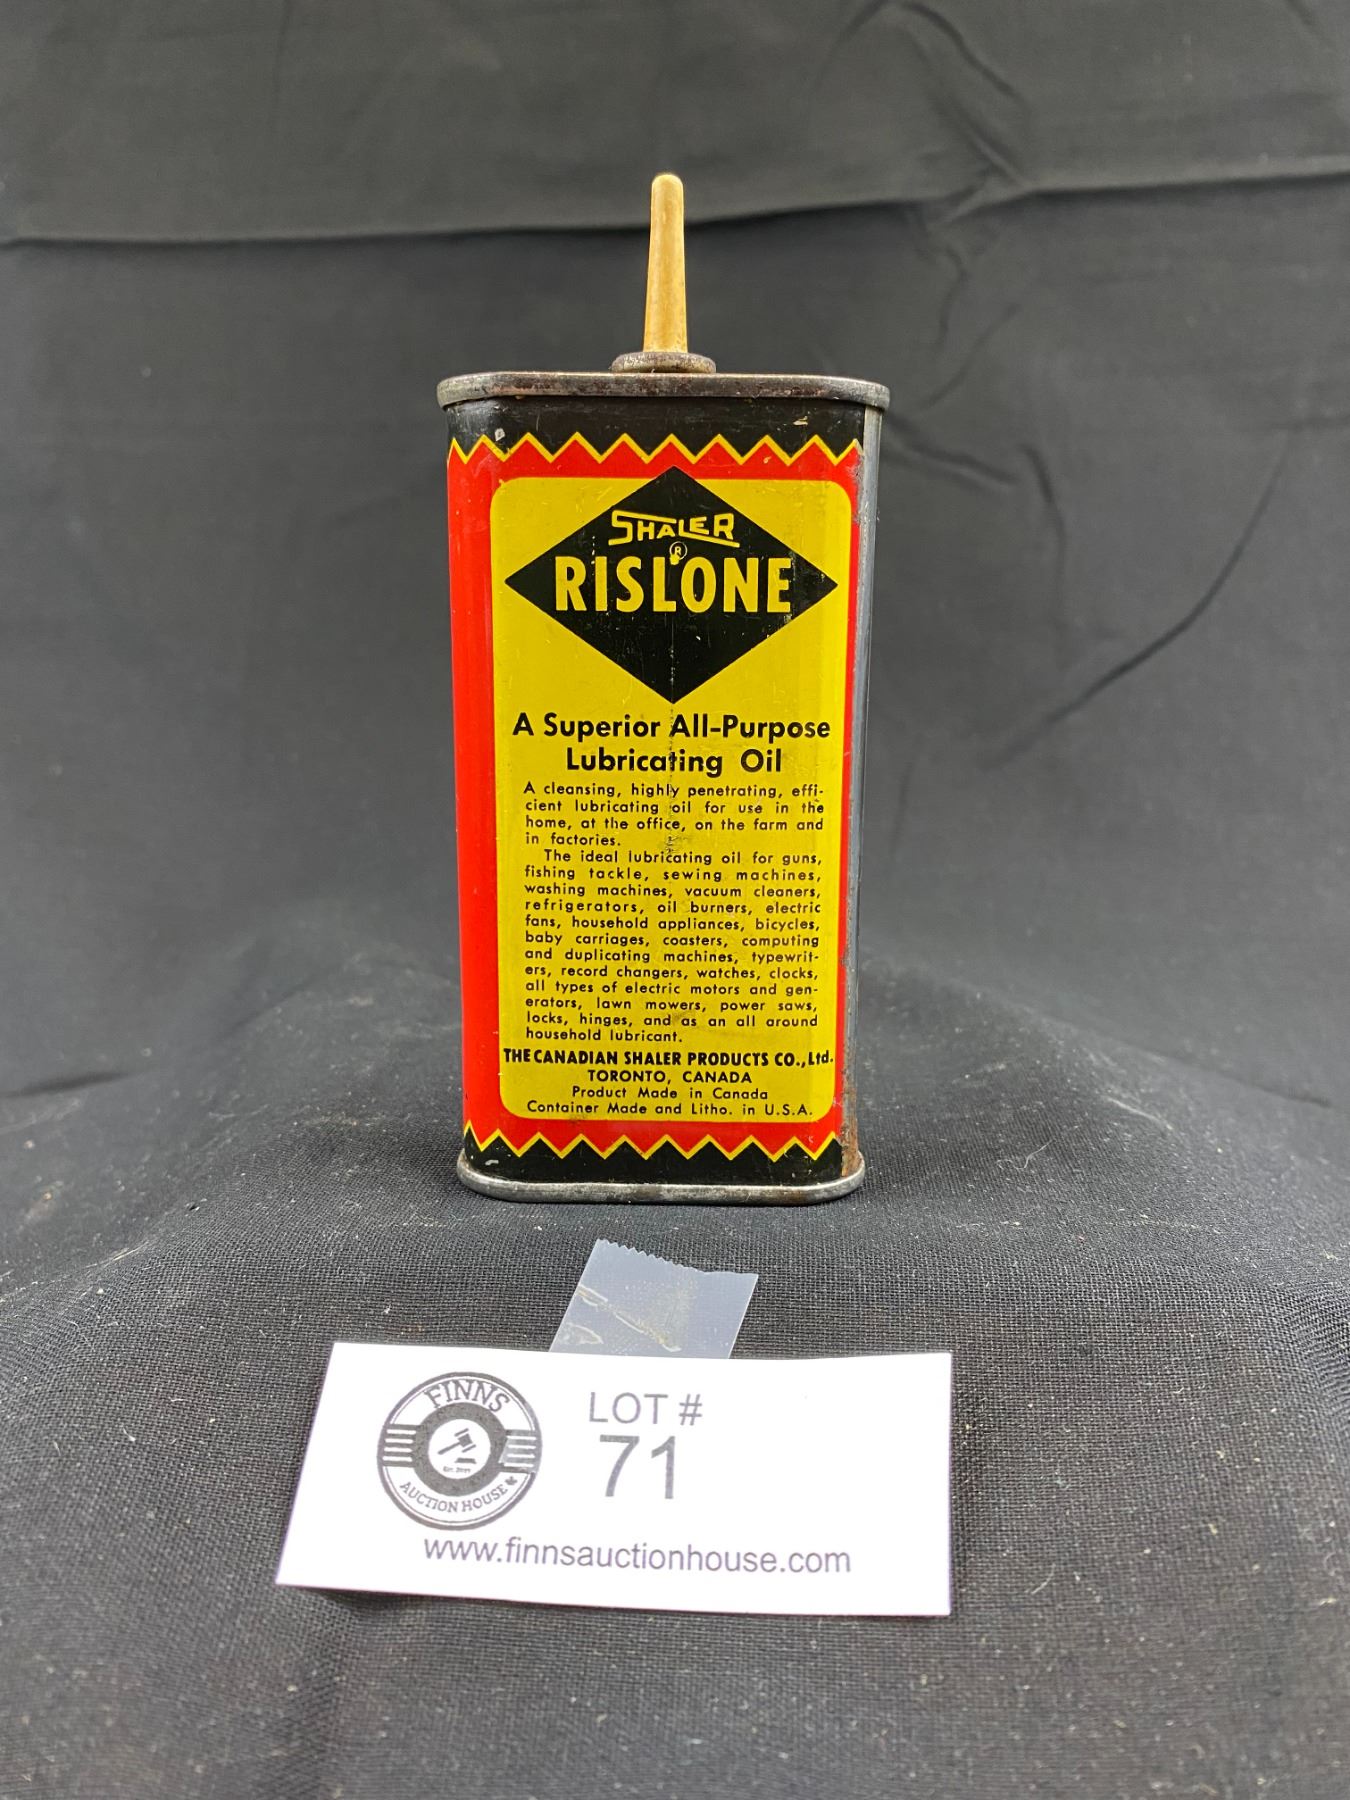 SHALER
®
RISLONE
A Superior All-Purpose
Lubricating Oil
A cleansing, highly penetrating, effi-
cient lubricating oil for use in the
home, at the office, on the farm and
in factories.
The ideal lubricating oil for guns,
fishing tackle, sewing machines,
washing machines, vacuum cleaners,
refrigerators, oil burners, electric
fans, household appliances, bicycles,
baby carriages, coasters, computing
and duplicating machines, typewrit-
ers, record changers, watches, clocks,
all types of electric motors and gen-
erators, lawn mowers, power saws,
locks, hinges, and as an all around
household lubricant.
THE CANADIAN SHALER PRODUCTS CO., Ltd.
TORONTO, CANADA
Product Made in Canada
Container Made and Litho. in U.S.A.
FINNS
AUCTION HOUSE
LOT #
71
www.finnsauctionhouse.com